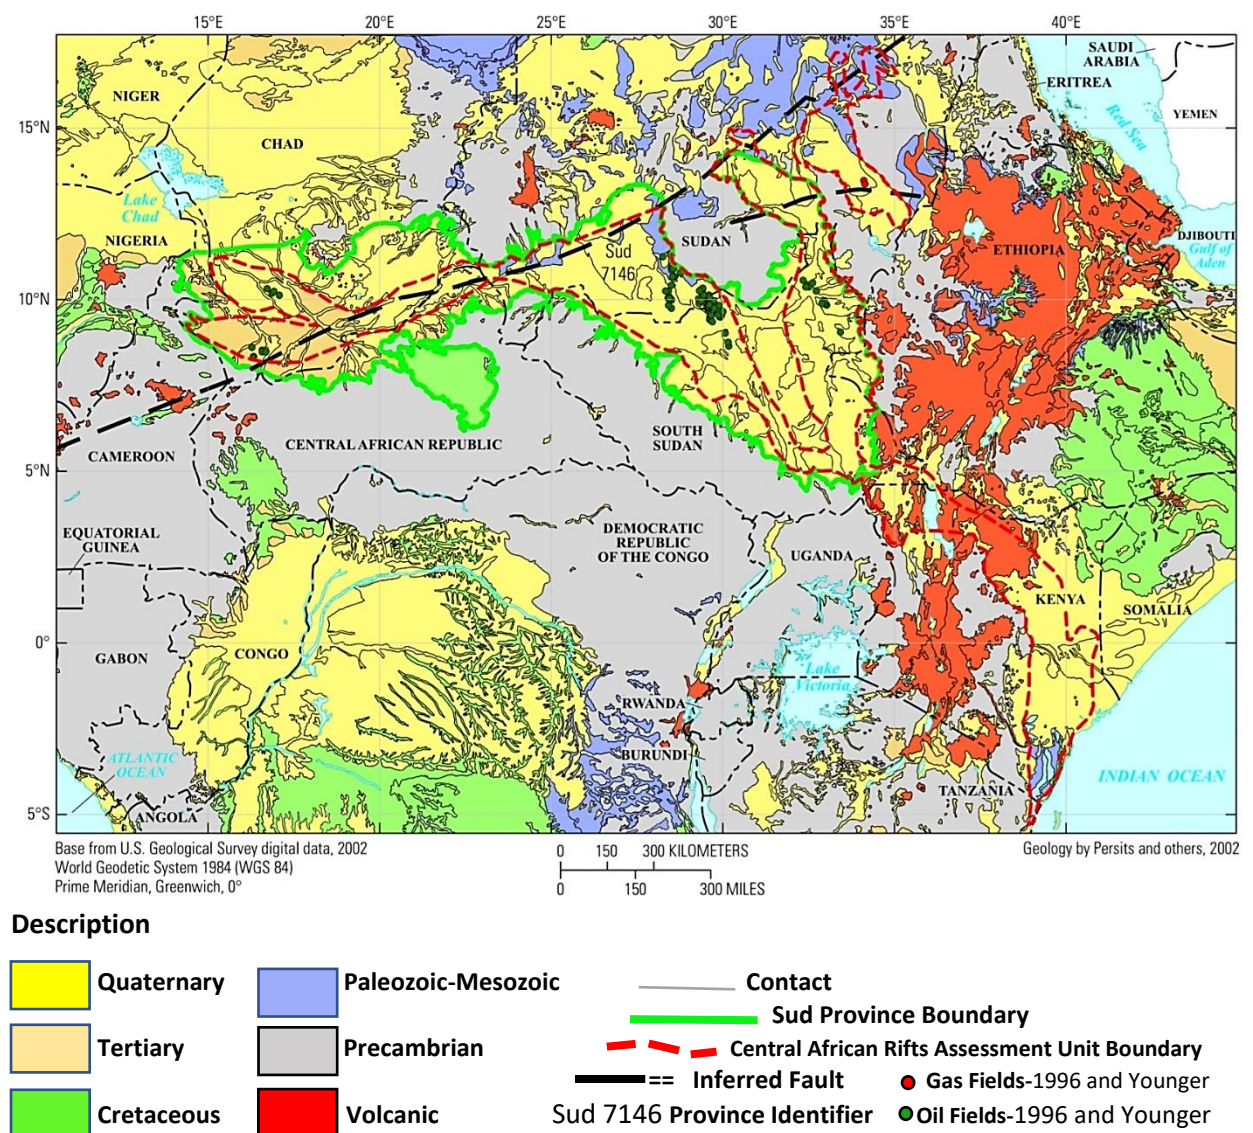 15° 20° 25° 30° 35° 40°
SAUDI
ARABIA
NIGER
ERITREA
YEMEN
15°N
CHAD
Red Sea
Lake
Chad
NIGERIA
SUDAN
DJIBOUTI
Gulf of
Aden
ETHIOPIA
Sud
7146
10°N
SOUTH
SUDAN
CENTRAL AFRICAN REPUBLIC
CAMEROON
5°N
EQUATORIAL
GUINEA
DEMOCRATIC
REPUBLIC
OF THE CONGO
UGANDA
KENYA
SOMALIA
0°
GABON
CONGO
Lake
Victoria
RWANDA
BURUNDI
ATLANTIC
OCEAN
INDIAN OCEAN
TANZANIA
5°S
ANGOLA
Base from U.S. Geological Survey digital data, 2002
World Geodetic System 1984 (WGS 84)
Prime Meridian, Greenwich, 0°
0 150 300 KILOMETERS
0 150 300 MILES
Geology by Persits and others, 2002
Description
Quaternary
Paleozoic-Mesozoic
Contact
Sud Province Boundary
Tertiary
Precambrian
Central African Rifts Assessment Unit Boundary
== Inferred Fault
Gas Fields-1996 and Younger
Cretaceous
Volcanic
Sud 7146 Province Identifier
Oil Fields-1996 and Younger